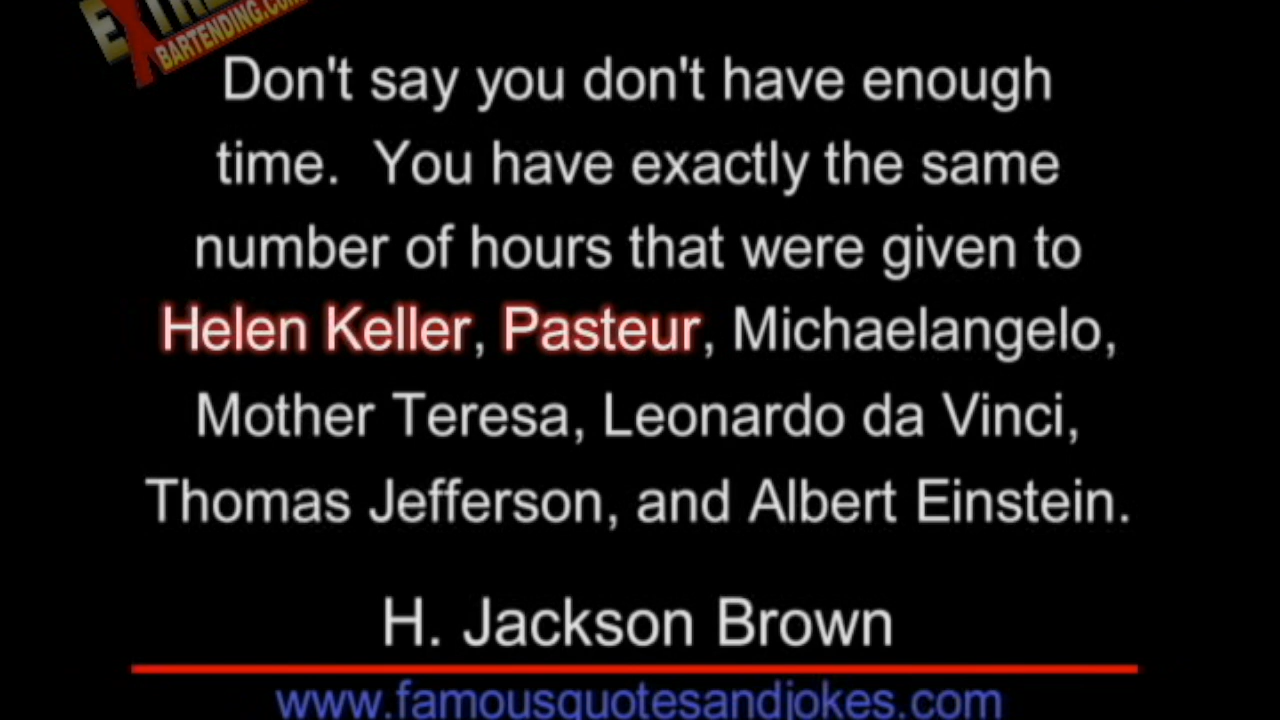 BARTENDING.COM
Don't say you don't have enough
time.  You have exactly the same
number of hours that were given to
Helen Keller, Pasteur, Michaelangelo,
Mother Teresa, Leonardo da Vinci,
Thomas Jefferson, and Albert Einstein.
H. Jackson Brown
www.famousquotesandjokes.com